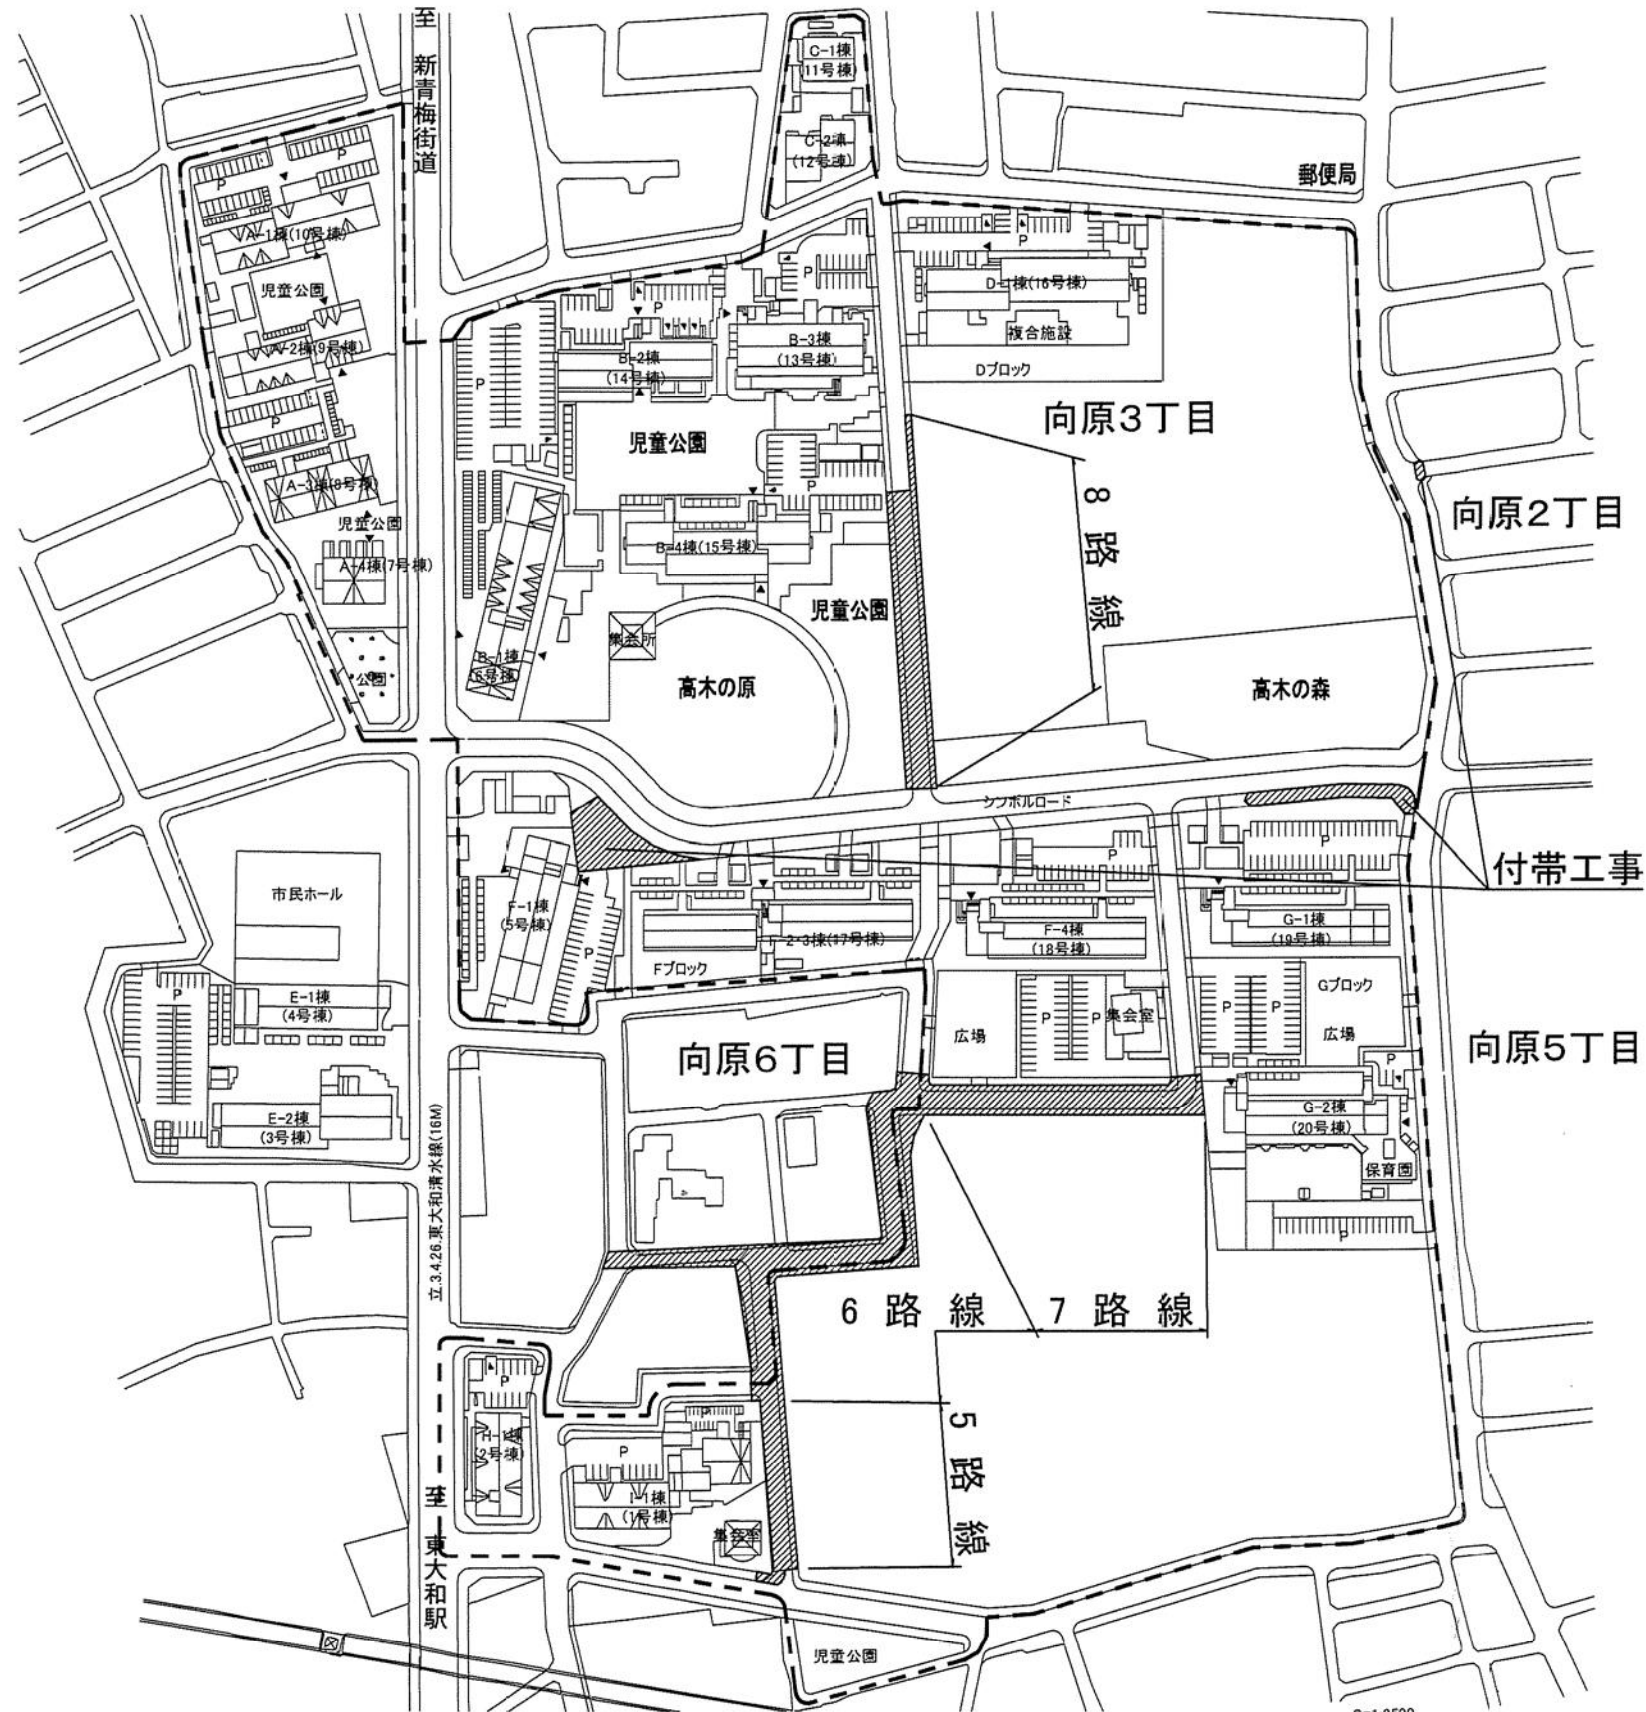 至 新青梅街道
C-1棟
(11号棟)
C-2棟
(12号棟)
郵便局
P
P
A-1棟(10号棟)
児童公園
A-2棟(9号棟)
P
A-3棟(8号棟)
児童公園
A-4棟(7号棟)
公園
P
P
P
B-2棟
(14号棟)
B-3棟
(13号棟)
P
D-1棟(16号棟)
複合施設
Dブロック
向原3丁目
児童公園
P
B-4棟(15号棟)
児童公園
集会所
B-1棟
(6号棟)
高木の原
8路線
向原2丁目
高木の森
シンボルロード
付帯工事
市民ホール
F-1棟
(5号棟)
P
F-2・3棟(17号棟)
Fブロック
P
F-4棟
(18号棟)
P
G-1棟
(19号棟)
P
E-1棟
(4号棟)
E-2棟
(3号棟)
広場
P
P
集会室
P
P
Gブロック
広場
向原6丁目
向原5丁目
P
G-2棟
(20号棟)
保育園
P
立.3.4.26.東大和清水線(16M)
6路線
7路線
5路線
P
H-1棟
(2号棟)
P
P
I-1棟
(1号棟)
集会室
至 東大和駅
児童公園